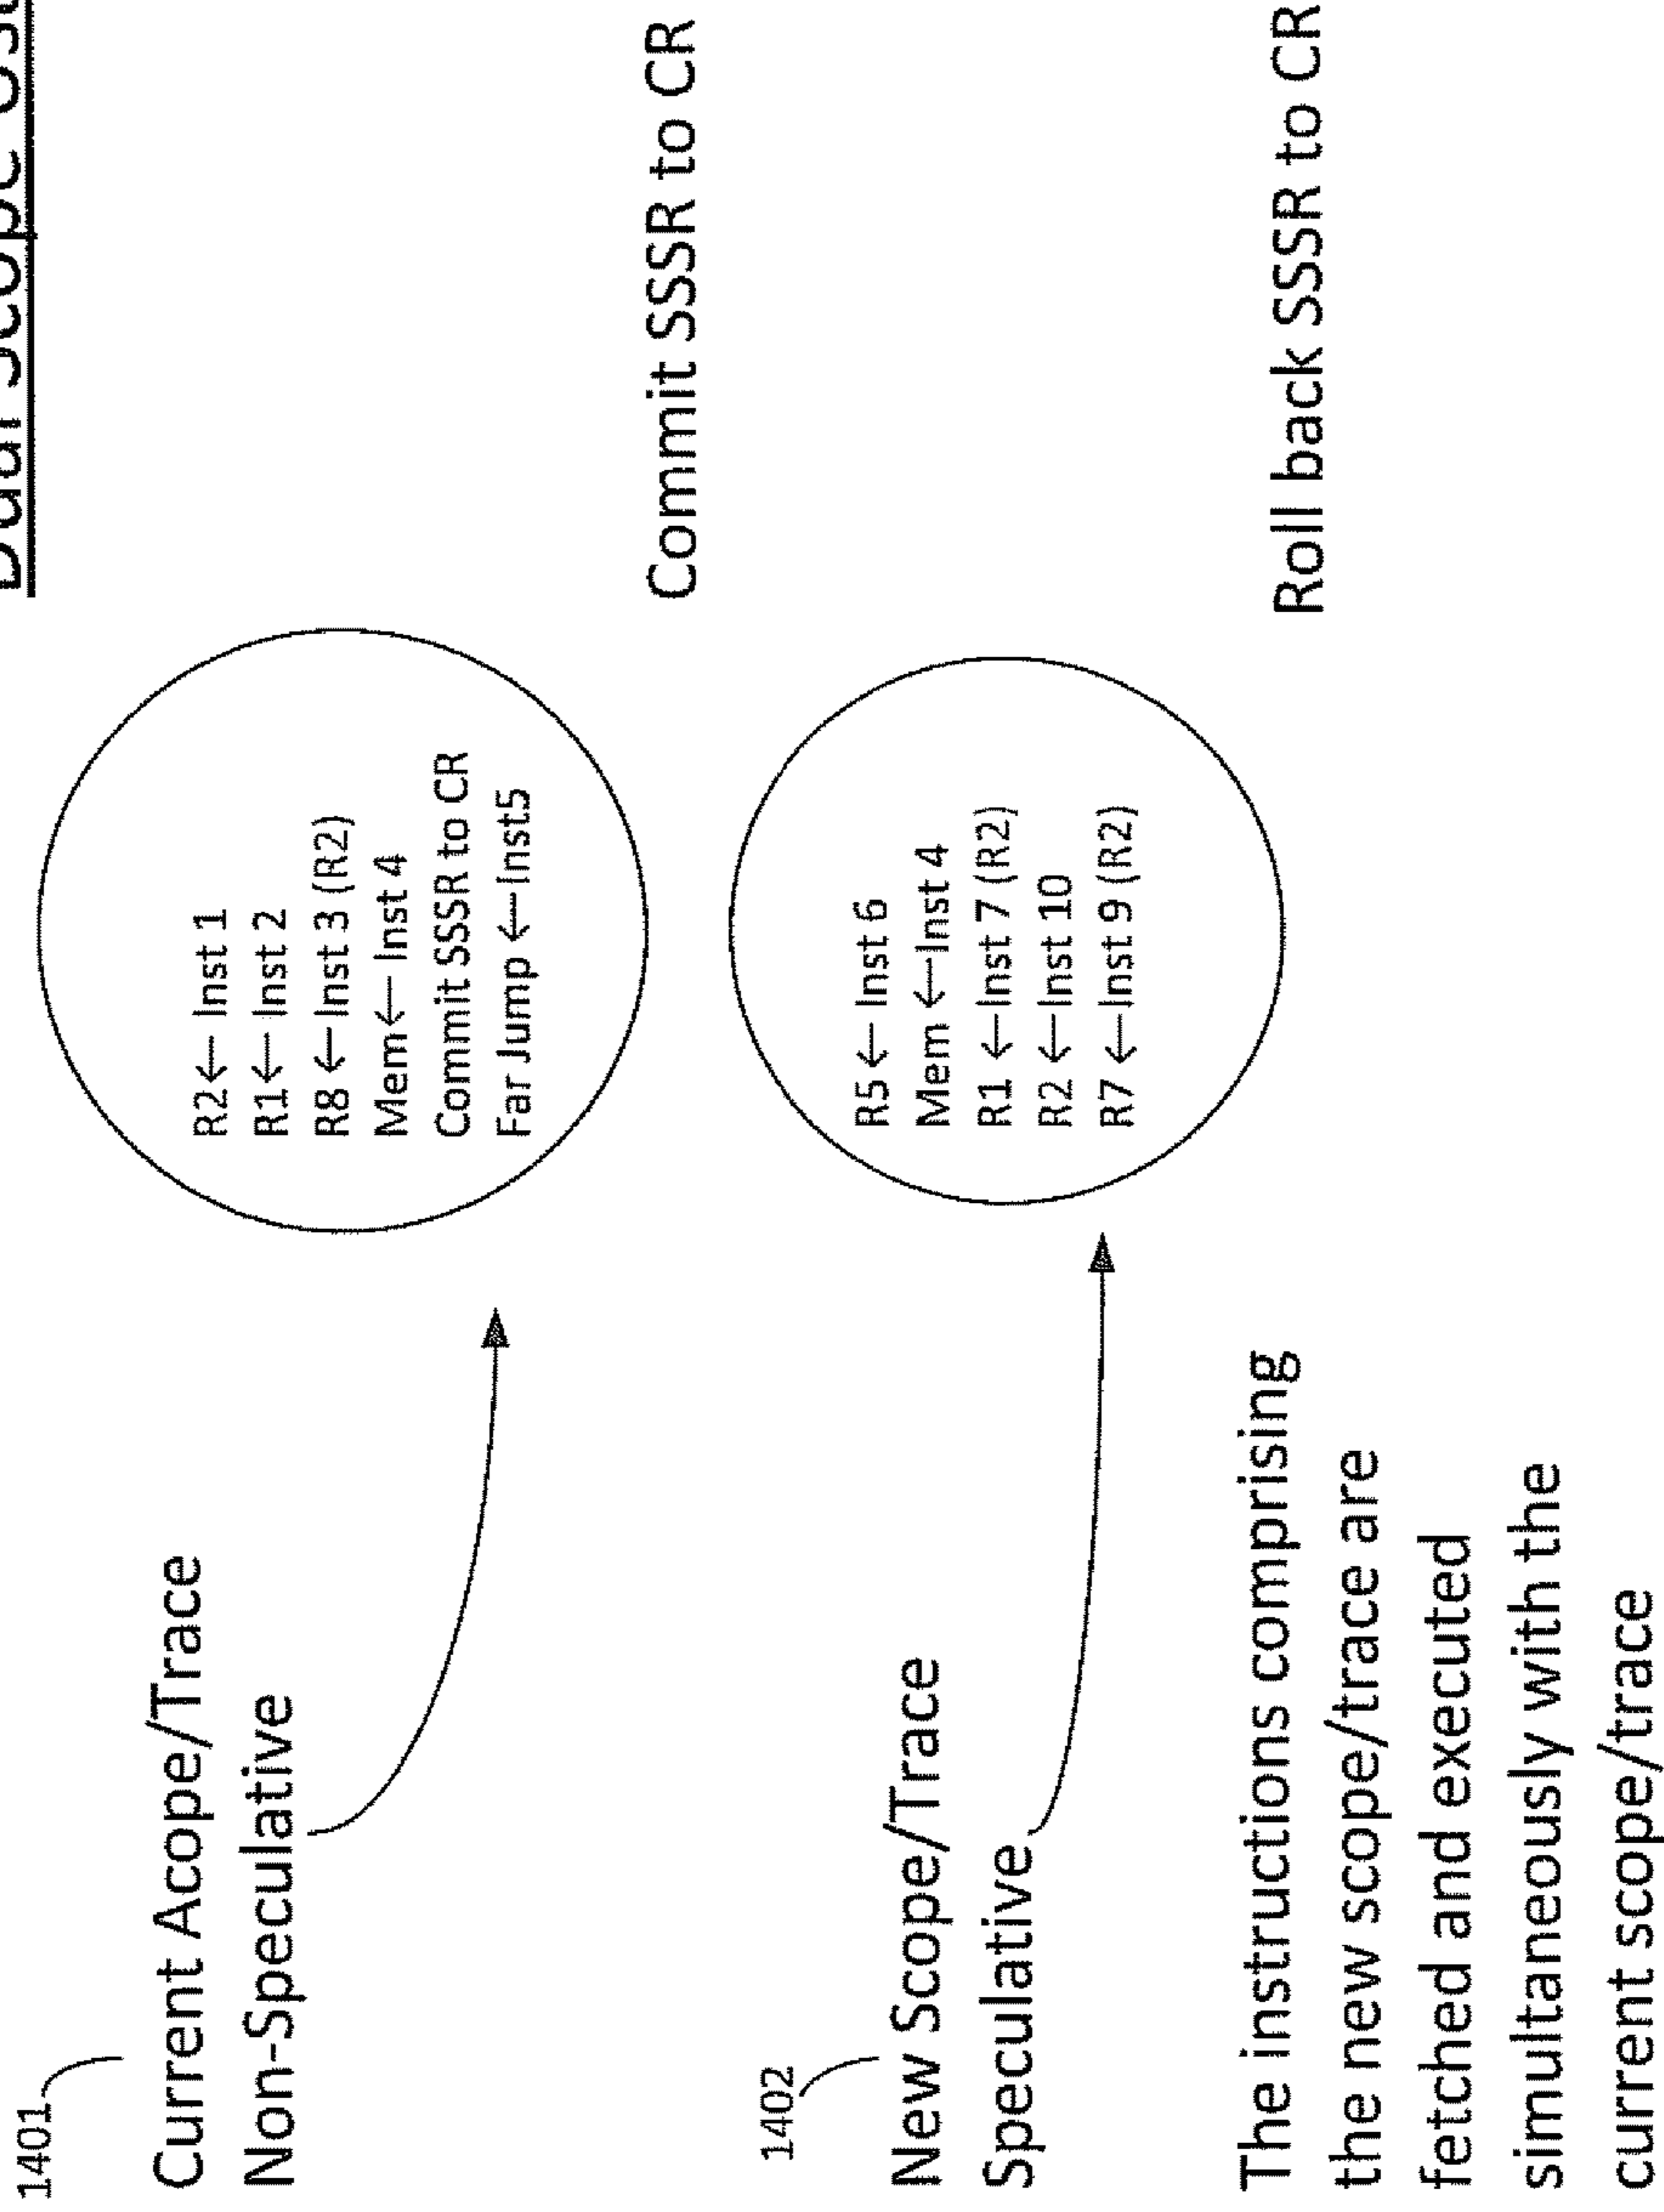 Dual Scope
1401
Current Acope/Trace
Non-Speculative
R2← Inst 1
R1← Inst 2
R8 ←Inst 3 (R2)
Mem← Inst 4
Commit SSSR to CR
Far Jump ←Inst5
Commit SSSR to CR
1402
New Scope/Trace
Speculative
R5← Inst 6
Mem ←Inst 4
R1 ←Inst 7 (R2)
R2 ←Inst 10
R7 ←Inst 9 (R2)
Roll back SSSR to CR
The instructions comprising
the new scope/trace are
fetched and executed
simultaneously with the
current scope/trace